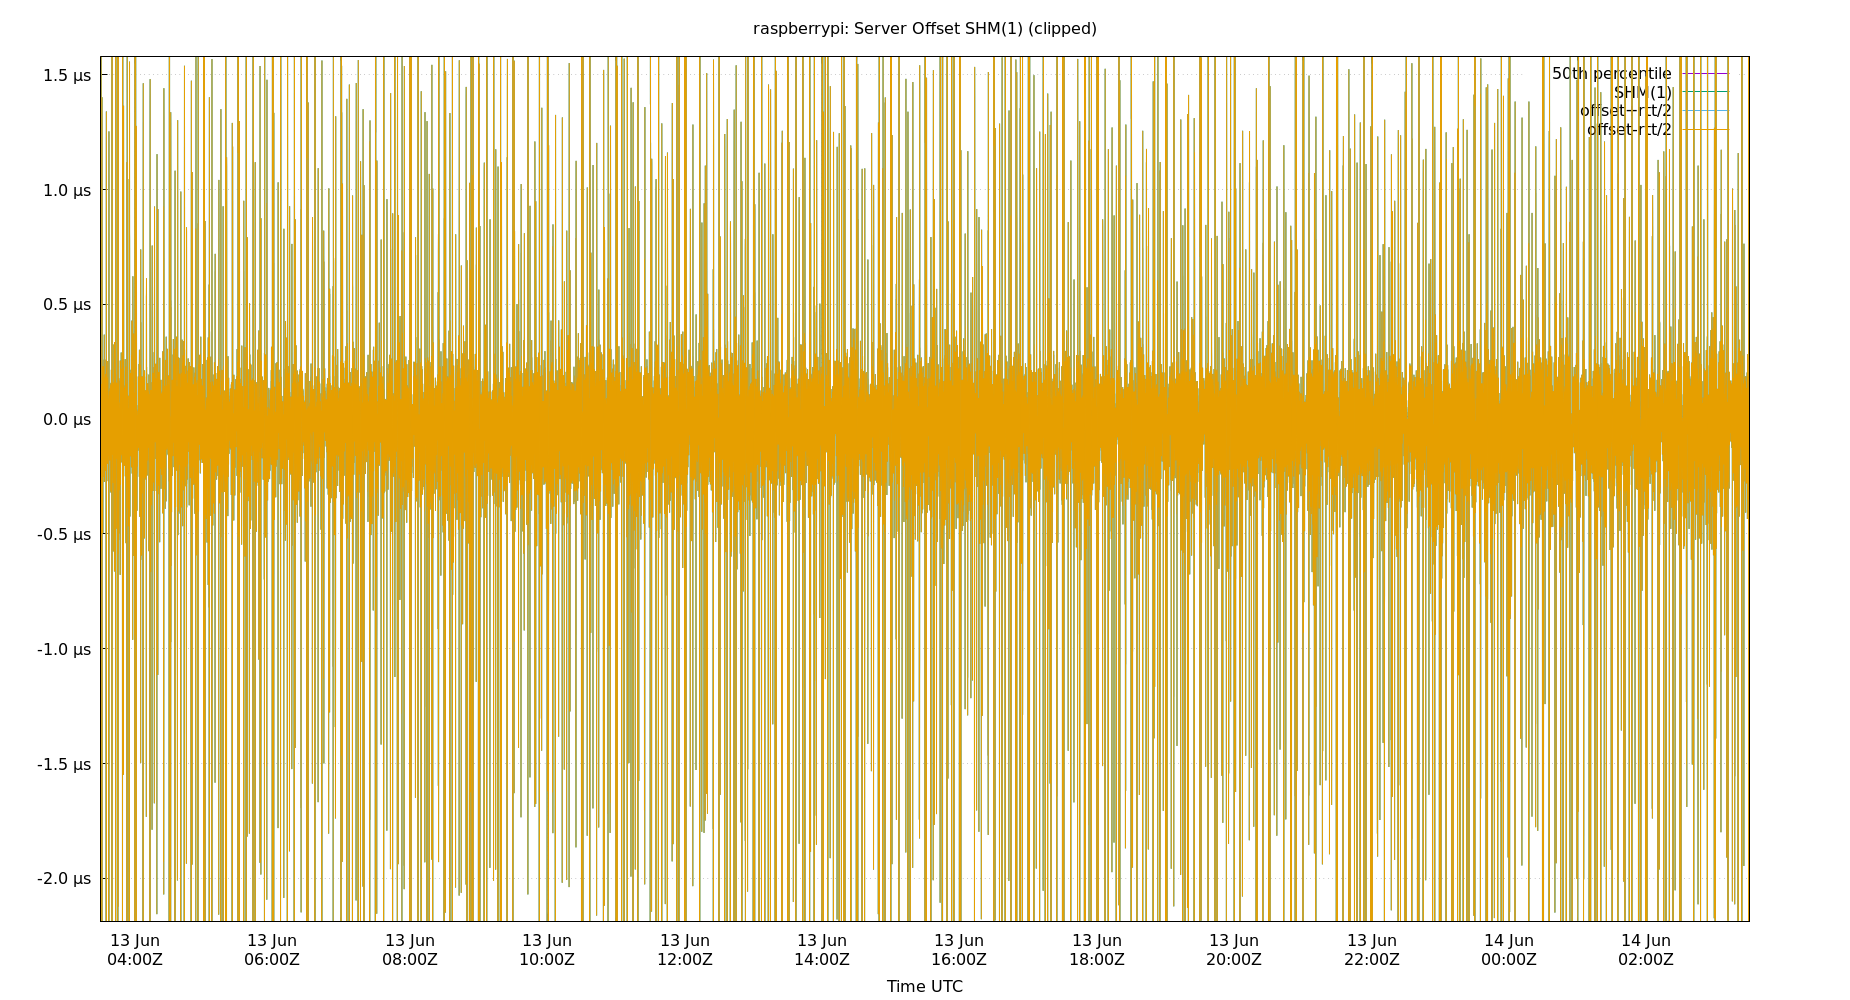 raspberrypi: Server Offset SHM(1) (clipped)
1.5 µs
1.0 µs
0.5 µs
0.0 µs
-0.5 µs
-1.0 µs
-1.5 µs
-2.0 µs
50th percentile
SHM(1)
offset+rtt/2
offset-rtt/2
13 Jun 13 Jun 13 Jun 13 Jun 13 Jun 13 Jun 13 Jun 13 Jun 13 Jun 13 Jun 14 Jun 14 Jun
04:00Z 06:00Z 08:00Z 10:00Z 12:00Z 14:00Z 16:00Z 18:00Z 20:00Z 22:00Z 00:00Z 02:00Z
Time UTC